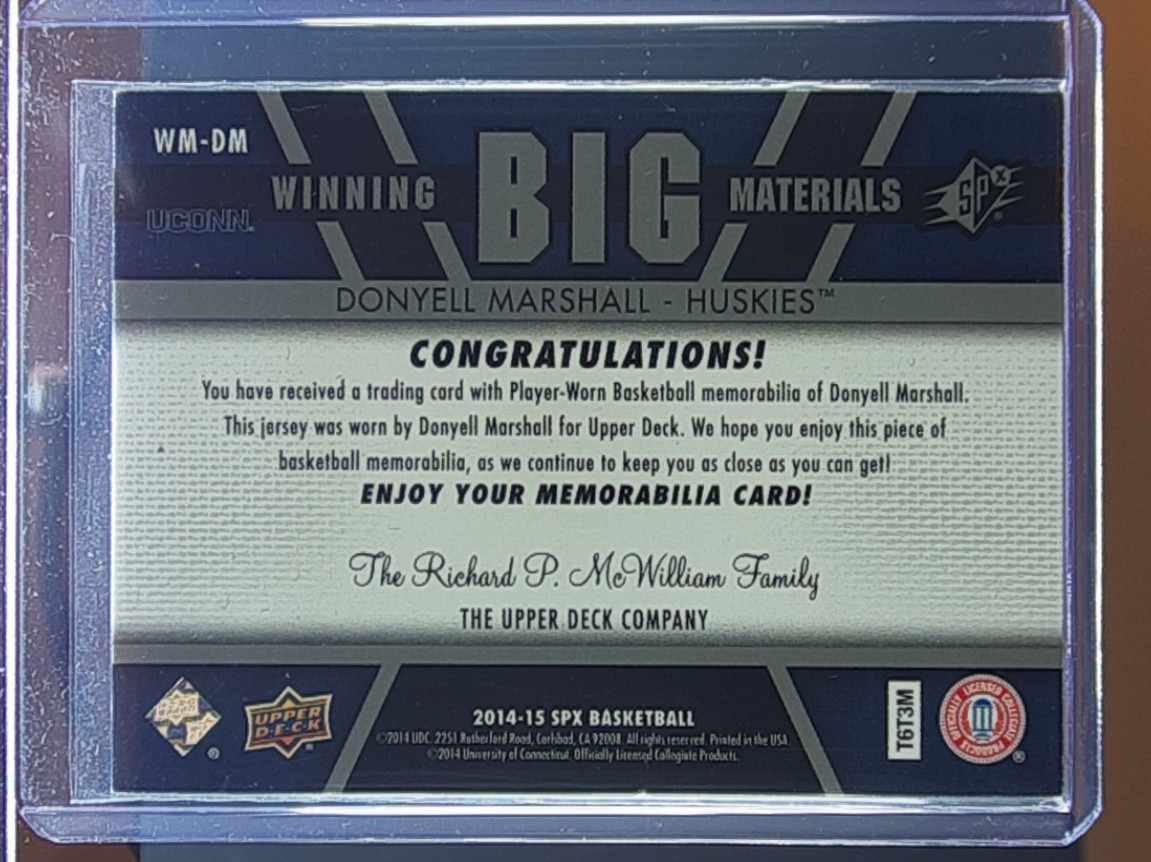 WM-DM
WINNING BIG MATERIALS
SPx
UCONN.
DONYELL MARSHALL - HUSKIES™
CONGRATULATIONS!
You have received a trading card with Player-Worn Basketball memorabilia of Donyell Marshall.
This jersey was worn by Donyell Marshall for Upper Deck. We hope you enjoy this piece of
basketball memorabilia, as we continue to keep you as close as you can get!
ENJOY YOUR MEMORABILIA CARD!
The Richard P. McWilliam Family
THE UPPER DECK COMPANY
UPPER
D·E·C·K
2014-15 SPX BASKETBALL
©2014 UDC. 2251 Rutherford Road, Carlsbad, CA 92008. All rights reserved. Printed in the USA.
©2014 University of Connecticut. Officially Licensed Collegiate Products.
T6T3M
OFFICIALLY LICENSED COLLEGIATE PRODUCTS